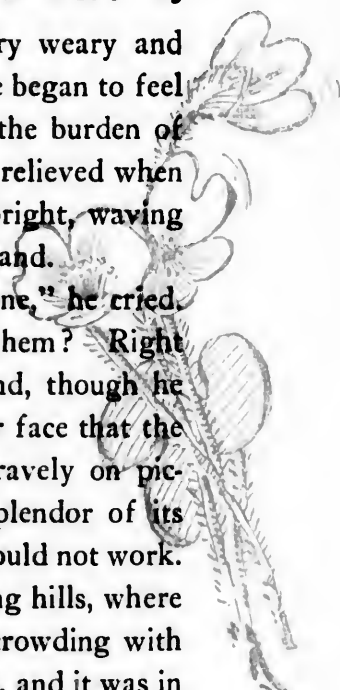 ry weary and
e began to feel
the burden of
relieved when
right, waving
and.
ne," he cried.
hem? Right
nd, though he
r face that the
ravely on pic-
plendor of its
ould not work.
ng hills, where
crowding with
, and it was in